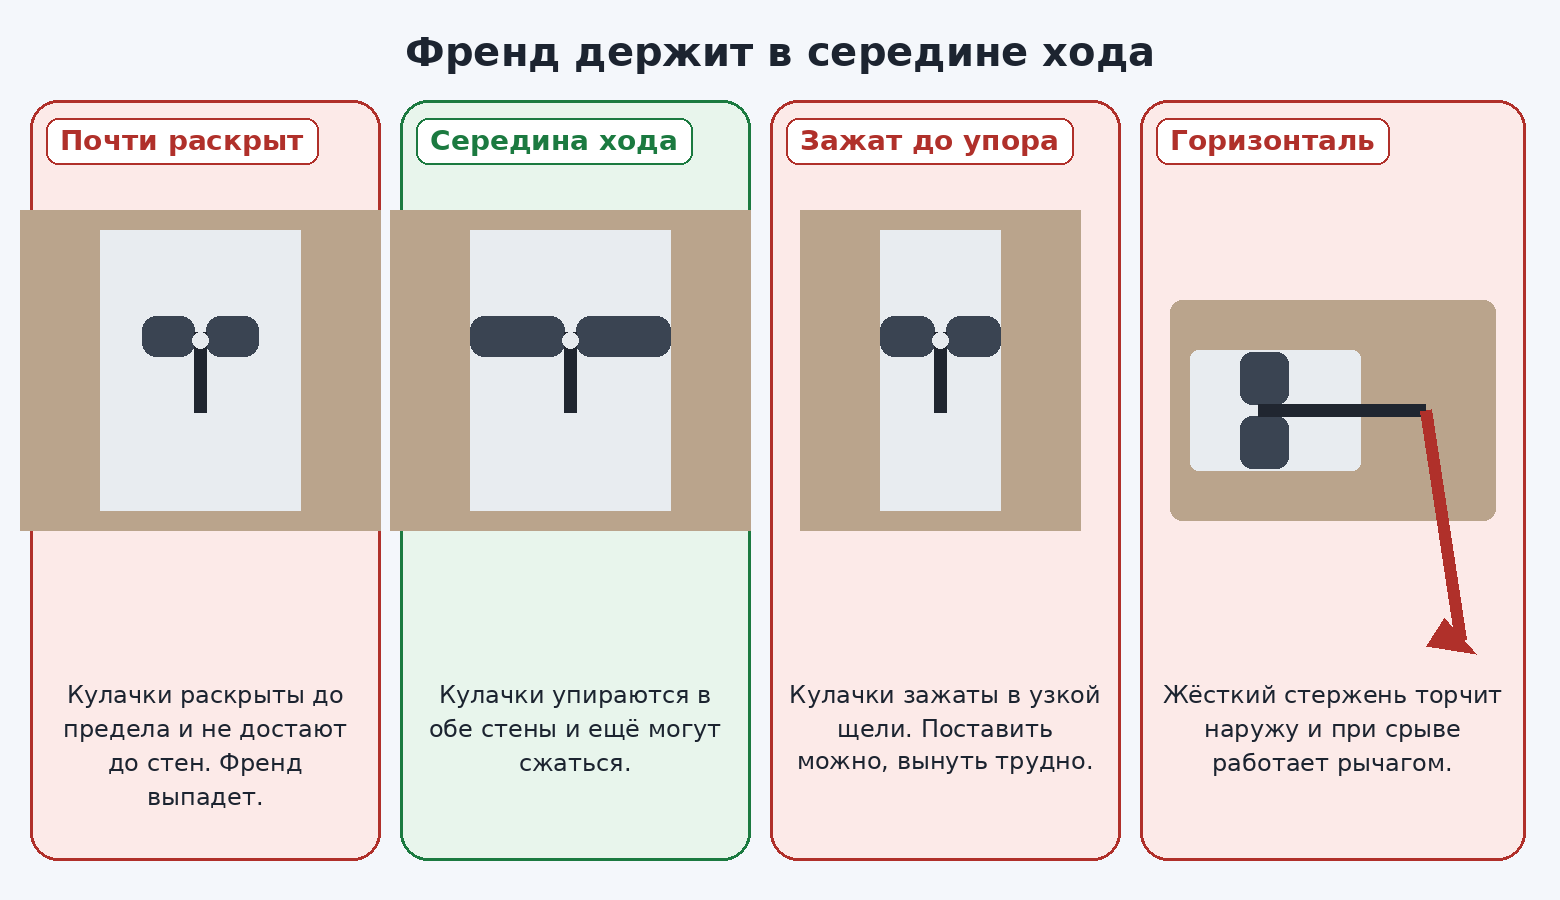 Френд держит в середине хода
Почти раскрыт
Кулачки раскрыты до
предела и не достают
до стен. Френд
выпадет.
Середина хода
Кулачки упираются в
обе стены и ещё могут
сжаться.
Зажат до упора
Кулачки зажаты в узкой
щели. Поставить
можно, вынуть трудно.
Горизонталь
Жёсткий стержень торчит
наружу и при срыве
работает рычагом.